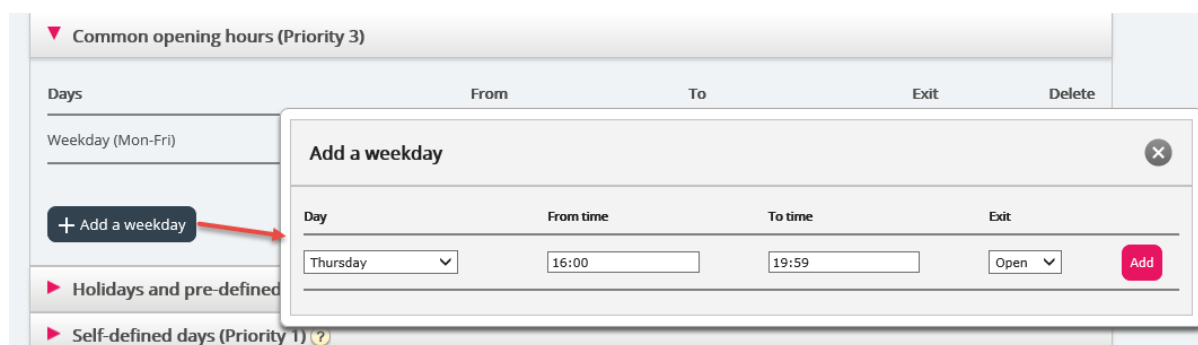 Common opening hours (Priority 3)
Days From To Exit Delete
Weekday (Mon-Fri)
Add a weekday
Day From time To time Exit
Thursday 16:00 19:59 Open Add
+ Add a weekday
Holidays and pre-defined
Self-defined days (Priority 1) ?